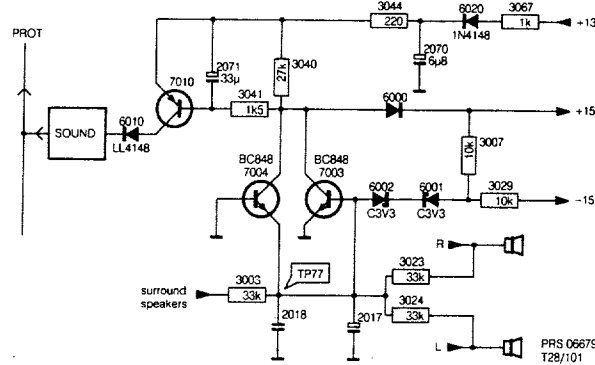 3044
220
6020
1N4148
3067
1k
+13
PROT
2071
33µ
3040
27k
2070
6µ8
7010
3041
1k5
6000
+15
SOUND
6010
LL4148
3007
10k
BC848
7004
BC848
7003
6002
C3V3
6001
C3V3
3029
10k
-15
R
TP77
3023
33k
surround
speakers
3003
33k
3024
33k
2018
2017
L
PRS 06679
T28/101